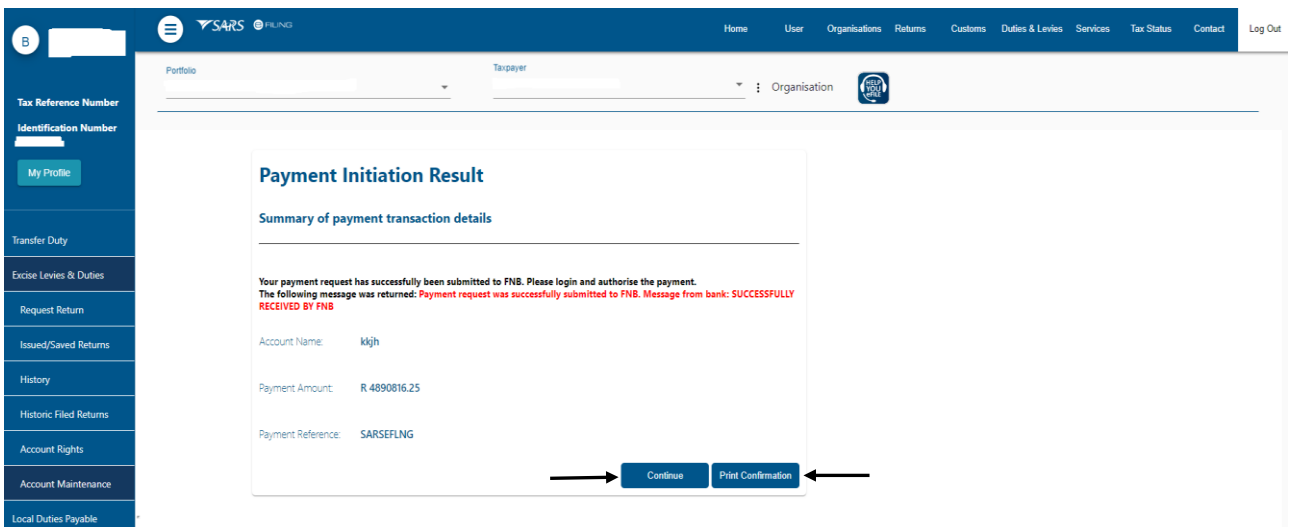 B
SARS eFILING
Home User Organisations Returns Customs Duties & Levies Services Tax Status Contact Log Out
Portfolio
Taxpayer
Organisation
HELP YOU eFILE
Tax Reference Number
Identification Number
My Profile
Transfer Duty
Excise Levies & Duties
Request Return
Issued/Saved Returns
History
Historic Filed Returns
Account Rights
Account Maintenance
Local Duties Payable
Payment Initiation Result
Summary of payment transaction details
Your payment request has successfully been submitted to FNB. Please login and authorise the payment.
The following message was returned: Payment request was successfully submitted to FNB. Message from bank: SUCCESSFULLY
RECEIVED BY FNB
Account Name: kkjh
Payment Amount: R 4890816.25
Payment Reference: SARSEFLNG
Continue Print Confirmation